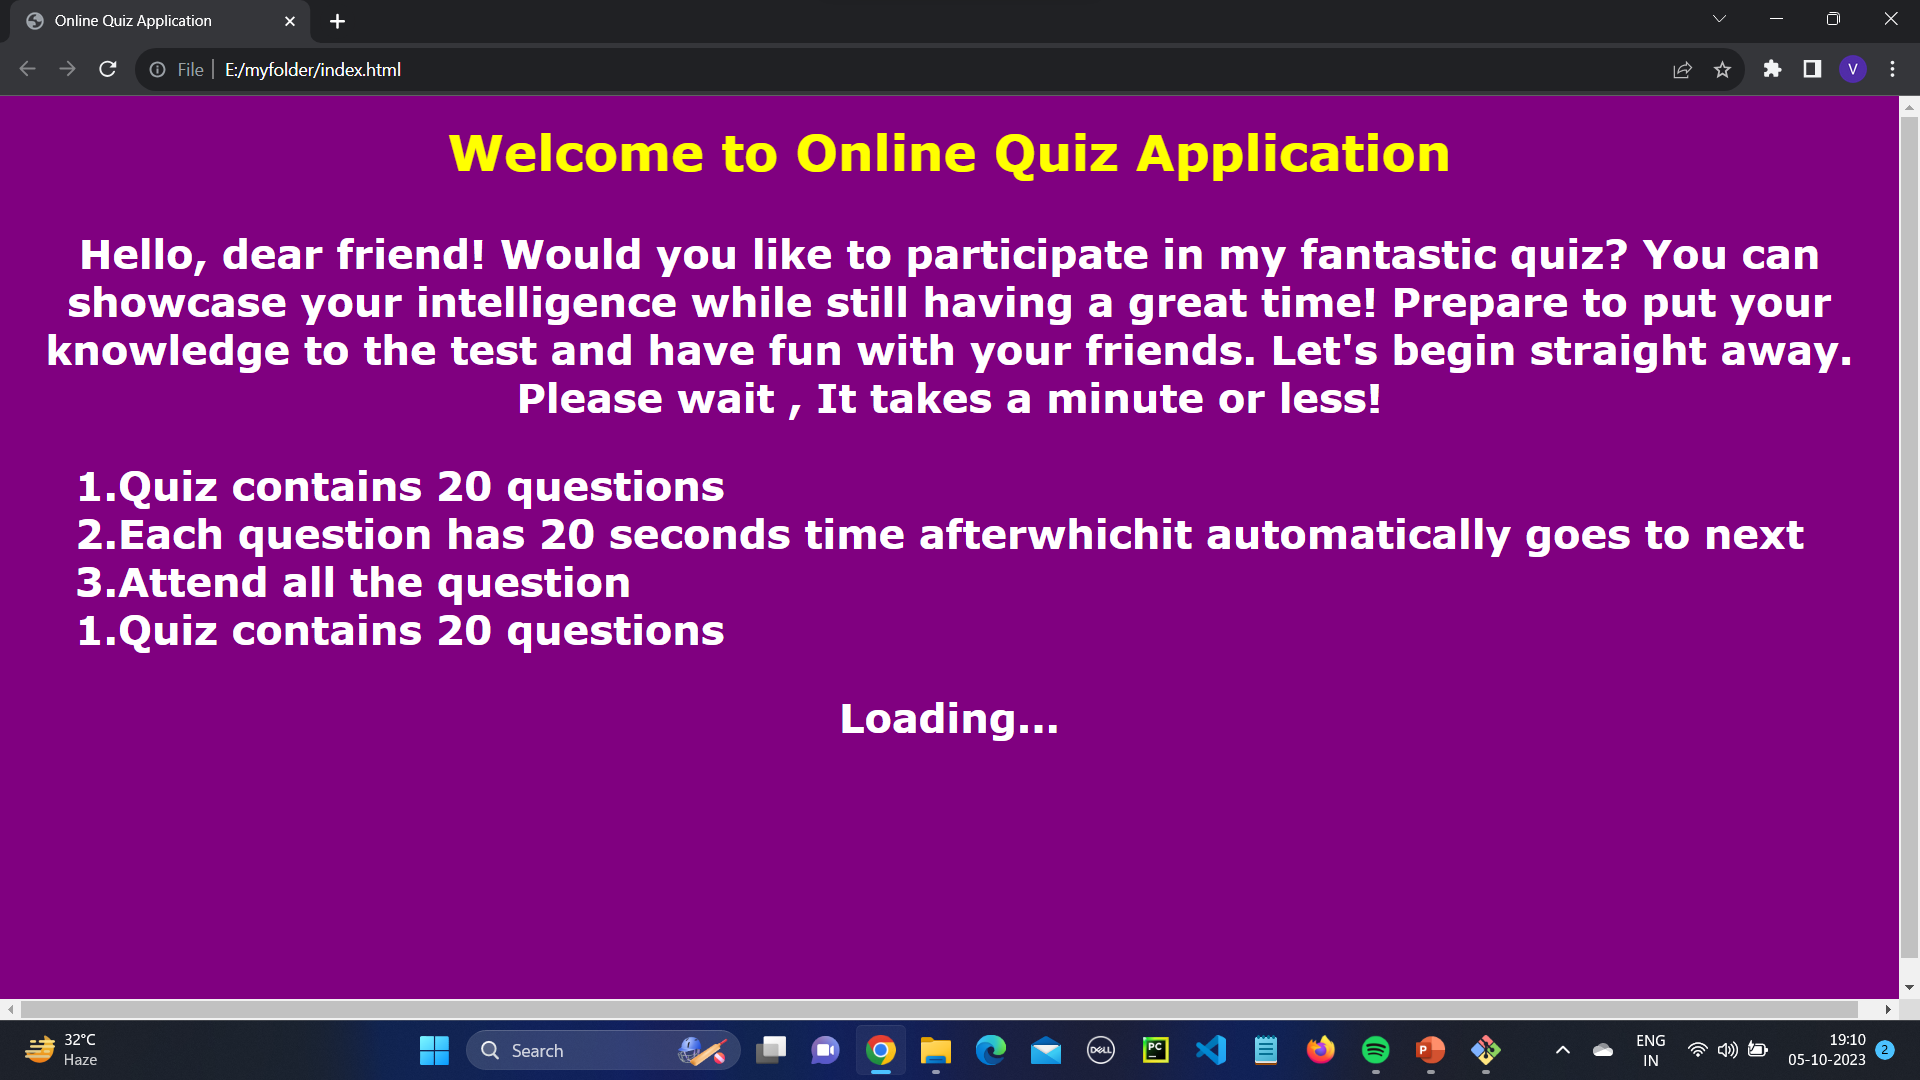 Online Quiz Application
File
E:/myfolder/index.html
V
Welcome to Online Quiz Application
Hello, dear friend! Would you like to participate in my fantastic quiz? You can
showcase your intelligence while still having a great time! Prepare to put your
knowledge to the test and have fun with your friends. Let's begin straight away.
Please wait , It takes a minute or less!
1.Quiz contains 20 questions
2.Each question has 20 seconds time afterwhichit automatically goes to next
3.Attend all the question
1.Quiz contains 20 questions
Loading...
32°C
Haze
Search
DELL
PC
P
ENG
IN
19:10
05-10-2023
2